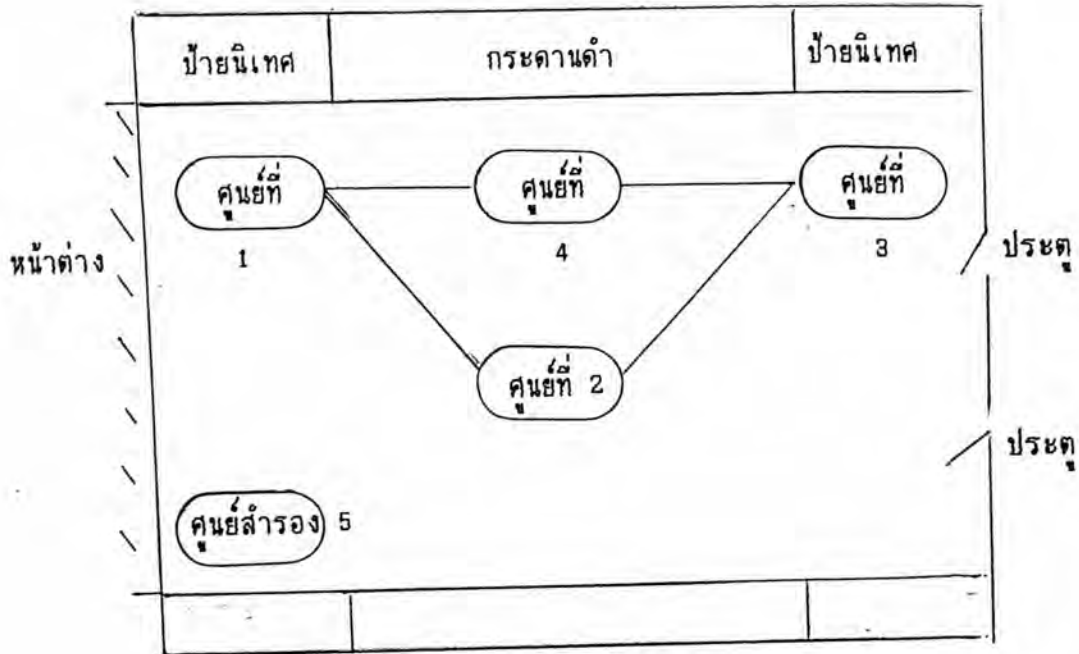 ป้ายนิเทศ กระดานดำ ป้ายนิเทศ
ศูนย์ที่ ศูนย์ที่ ศูนย์ที่
หน้าต่าง 1 4 3 ประตู
ศูนย์ที่ 2
ประตู
ศูนย์สำรอง 5